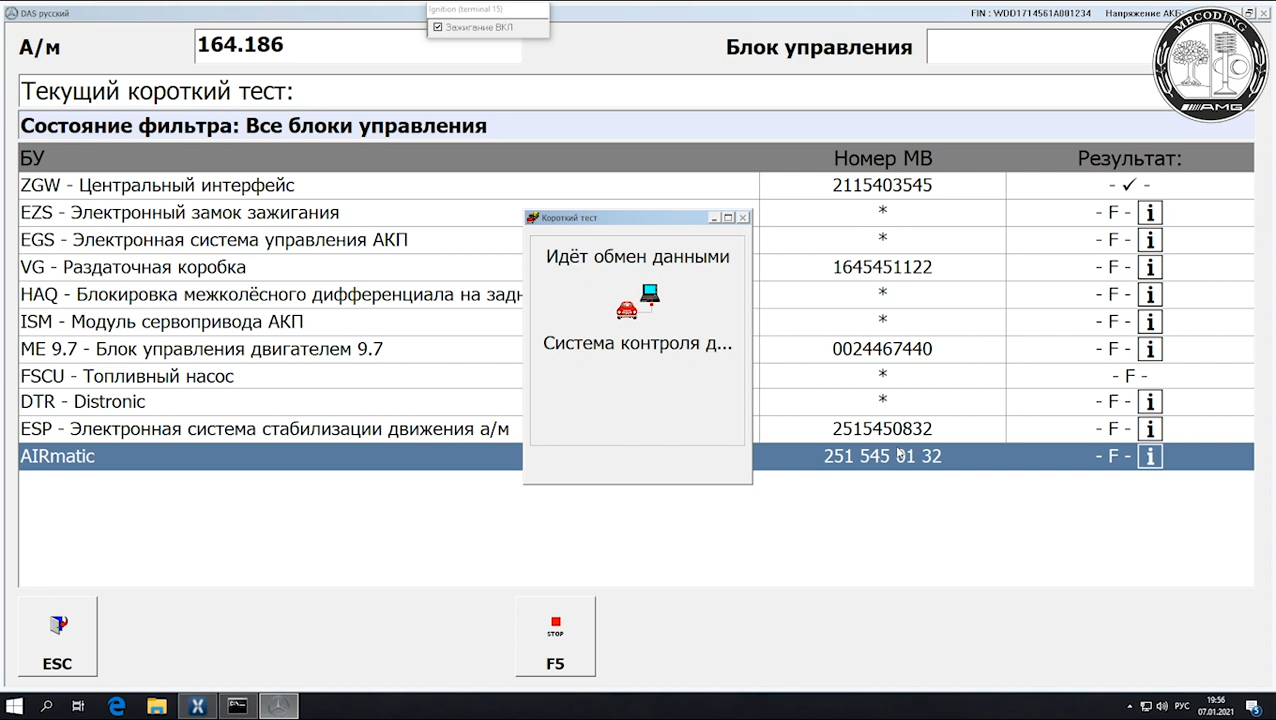 DAS русский
Ignition (terminal 15)
FIN : WDD1714561A001234
Напряжение АКБ:
Зажигание ВКЛ
А/м
164.186
Блок управления
MBCODING
AMG
Текущий короткий тест:
Состояние фильтра: Все блоки управления
БУ Номер МВ Результат:
ZGW - Центральный интерфейс 2115403545 - ✓ -
EZS - Электронный замок зажигания * - F - i
EGS - Электронная система управления АКП * - F - i
VG - Раздаточная коробка 1645451122 - F - i
HAQ - Блокировка межколёсного дифференциала на задн * - F - i
ISM - Модуль сервопривода АКП * - F - i
ME 9.7 - Блок управления двигателем 9.7 0024467440 - F - i
FSCU - Топливный насос * - F -
DTR - Distronic * - F - i
ESP - Электронная система стабилизации движения а/м 2515450832 - F - i
AIRmatic 251 545 01 32 - F - i
Короткий тест
Идёт обмен данными
Система контроля д...
STOP
ESC
F5
РУС
19:56
07.01.2021
5